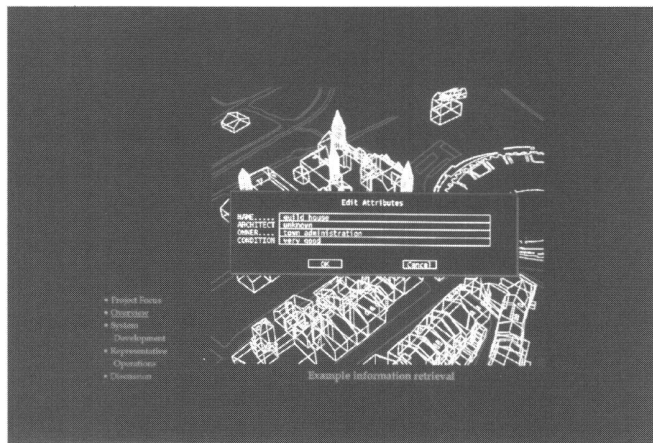 Edit Attributes
NAME.... guild house
ARCHITECT unknown
OWNER.... town administration
CONDITION very good
OK Cancel
• Project Focus
• Overview
• System
Development
• Representative
Operations
• Discussion
Example information retrieval